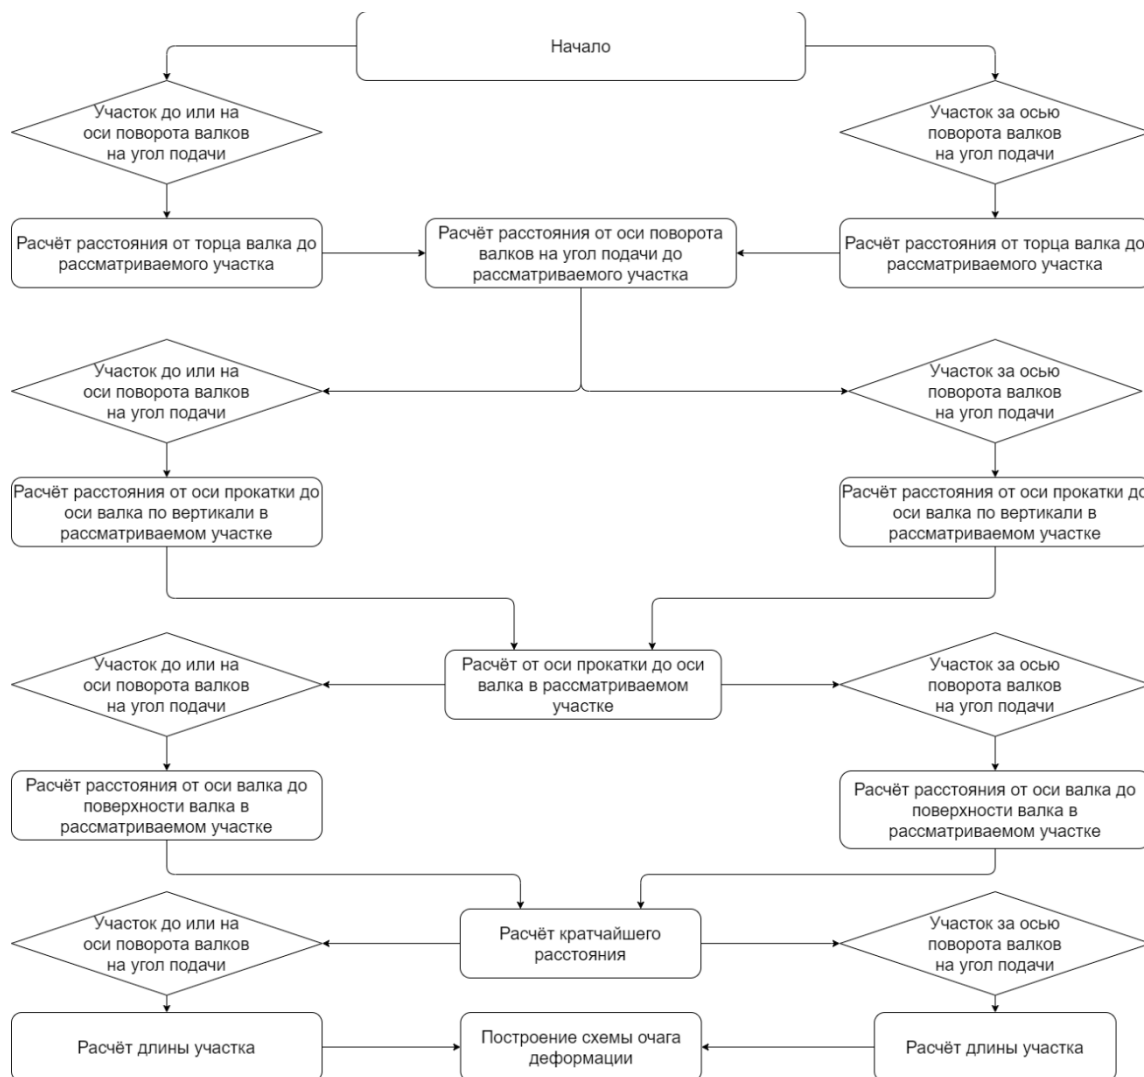 Начало
Участок до или на
оси поворота валков
на угол подачи
Участок за осью
поворота валков
на угол подачи
Расчёт расстояния от торца валка до
рассматриваемого участка
Расчёт расстояния от оси поворота
валков на угол подачи до
рассматриваемого участка
Расчёт расстояния от торца валка до
рассматриваемого участка
Участок до или на
оси поворота валков
на угол подачи
Участок за осью
поворота валков
на угол подачи
Расчёт расстояния от оси прокатки до
оси валка по вертикали в
рассматриваемом участке
Расчёт расстояния от оси прокатки до
оси валка по вертикали в
рассматриваемом участке
Участок до или на
оси поворота валков
на угол подачи
Расчёт от оси прокатки до оси
валка в рассматриваемом
участке
Участок за осью
поворота валков
на угол подачи
Расчёт расстояния от оси валка до
поверхности валка в
рассматриваемом участке
Расчёт расстояния от оси валка до
поверхности валка в
рассматриваемом участке
Участок до или на
оси поворота валков
на угол подачи
Расчёт кратчайшего
расстояния
Участок за осью
поворота валков
на угол подачи
Расчёт длины участка
Построение схемы очага
деформации
Расчёт длины участка